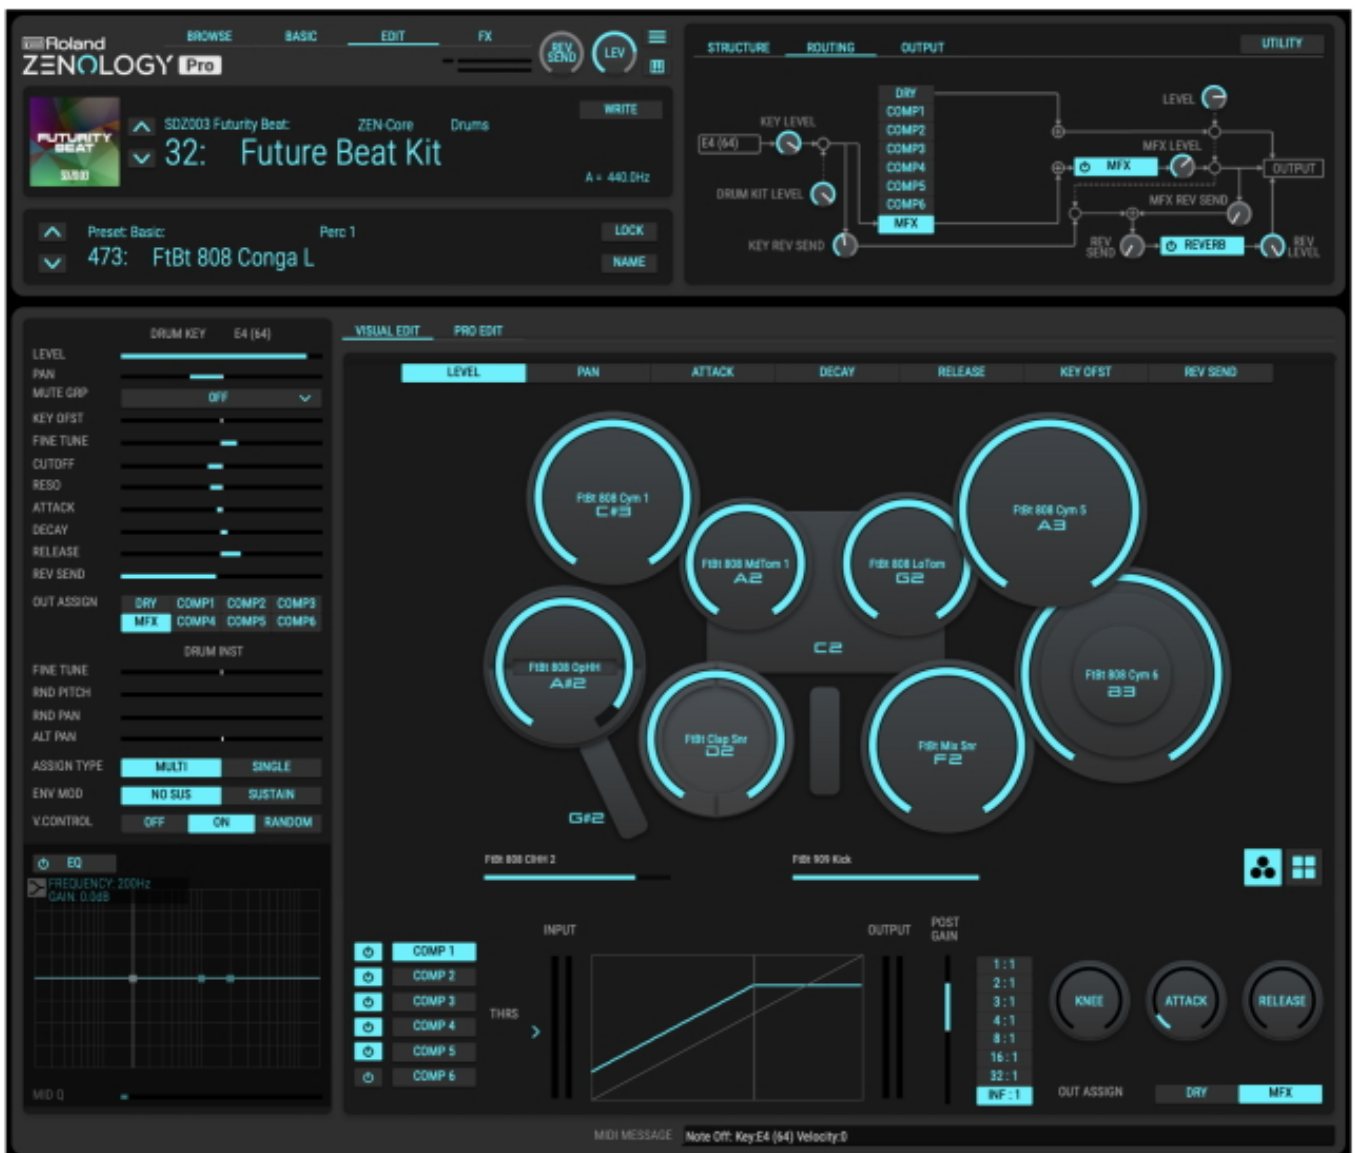 Roland
ZENOLOGY Pro
BROWSE BASIC EDIT FX
REV SEND
LEV
FUTURITY BEAT
SDZ003
SDZ003 Futurity Beat: ZEN-Core Drums
32: Future Beat Kit
WRITE
A = 440.0Hz
Preset: Basic: Perc 1
473: FtBt 808 Conga L
LOCK
NAME
STRUCTURE ROUTING OUTPUT UTILITY
E4 (64)
KEY LEVEL
DRUM KIT LEVEL
KEY REV SEND
DRY
COMP1
COMP2
COMP3
COMP4
COMP5
COMP6
MFX
LEVEL
MFX LEVEL
MFX
OUTPUT
MFX REV SEND
REV SEND
REVERB
REV LEVEL
DRUM KEY E4 (64)
LEVEL
PAN
MUTE GRP OFF
KEY OFST
FINE TUNE
CUTOFF
RESO
ATTACK
DECAY
RELEASE
REV SEND
OUT ASSIGN DRY COMP1 COMP2 COMP3
MFX COMP4 COMP5 COMP6
DRUM INST
FINE TUNE
RND PITCH
RND PAN
ALT PAN
ASSIGN TYPE MULTI SINGLE
ENV MOD NO SUS SUSTAIN
V.CONTROL OFF ON RANDOM
EQ
FREQUENCY: 200Hz
GAIN: 0.0dB
MID Q
VISUAL EDIT PRO EDIT
LEVEL PAN ATTACK DECAY RELEASE KEY OFST REV SEND
FtBt 808 Cym 1
C#3
FtBt 808 MdTom 1
A2
FtBt 808 LoTom
G2
FtBt 808 Cym 5
A3
C2
FtBt 808 OpHH
A#2
FtBt Clap Snr
D2
FtBt Mix Snr
F2
FtBt 808 Cym 6
B3
G#2
FtBt 808 ClHH 2
FtBt 909 Kick
COMP 1
COMP 2
COMP 3
COMP 4
COMP 5
COMP 6
THRS
INPUT
OUTPUT
POST GAIN
1 : 1
2 : 1
3 : 1
4 : 1
8 : 1
16 : 1
32 : 1
INF : 1
KNEE ATTACK RELEASE
OUT ASSIGN DRY MFX
MIDI MESSAGE Note Off: Key:E4 (64) Velocity:0